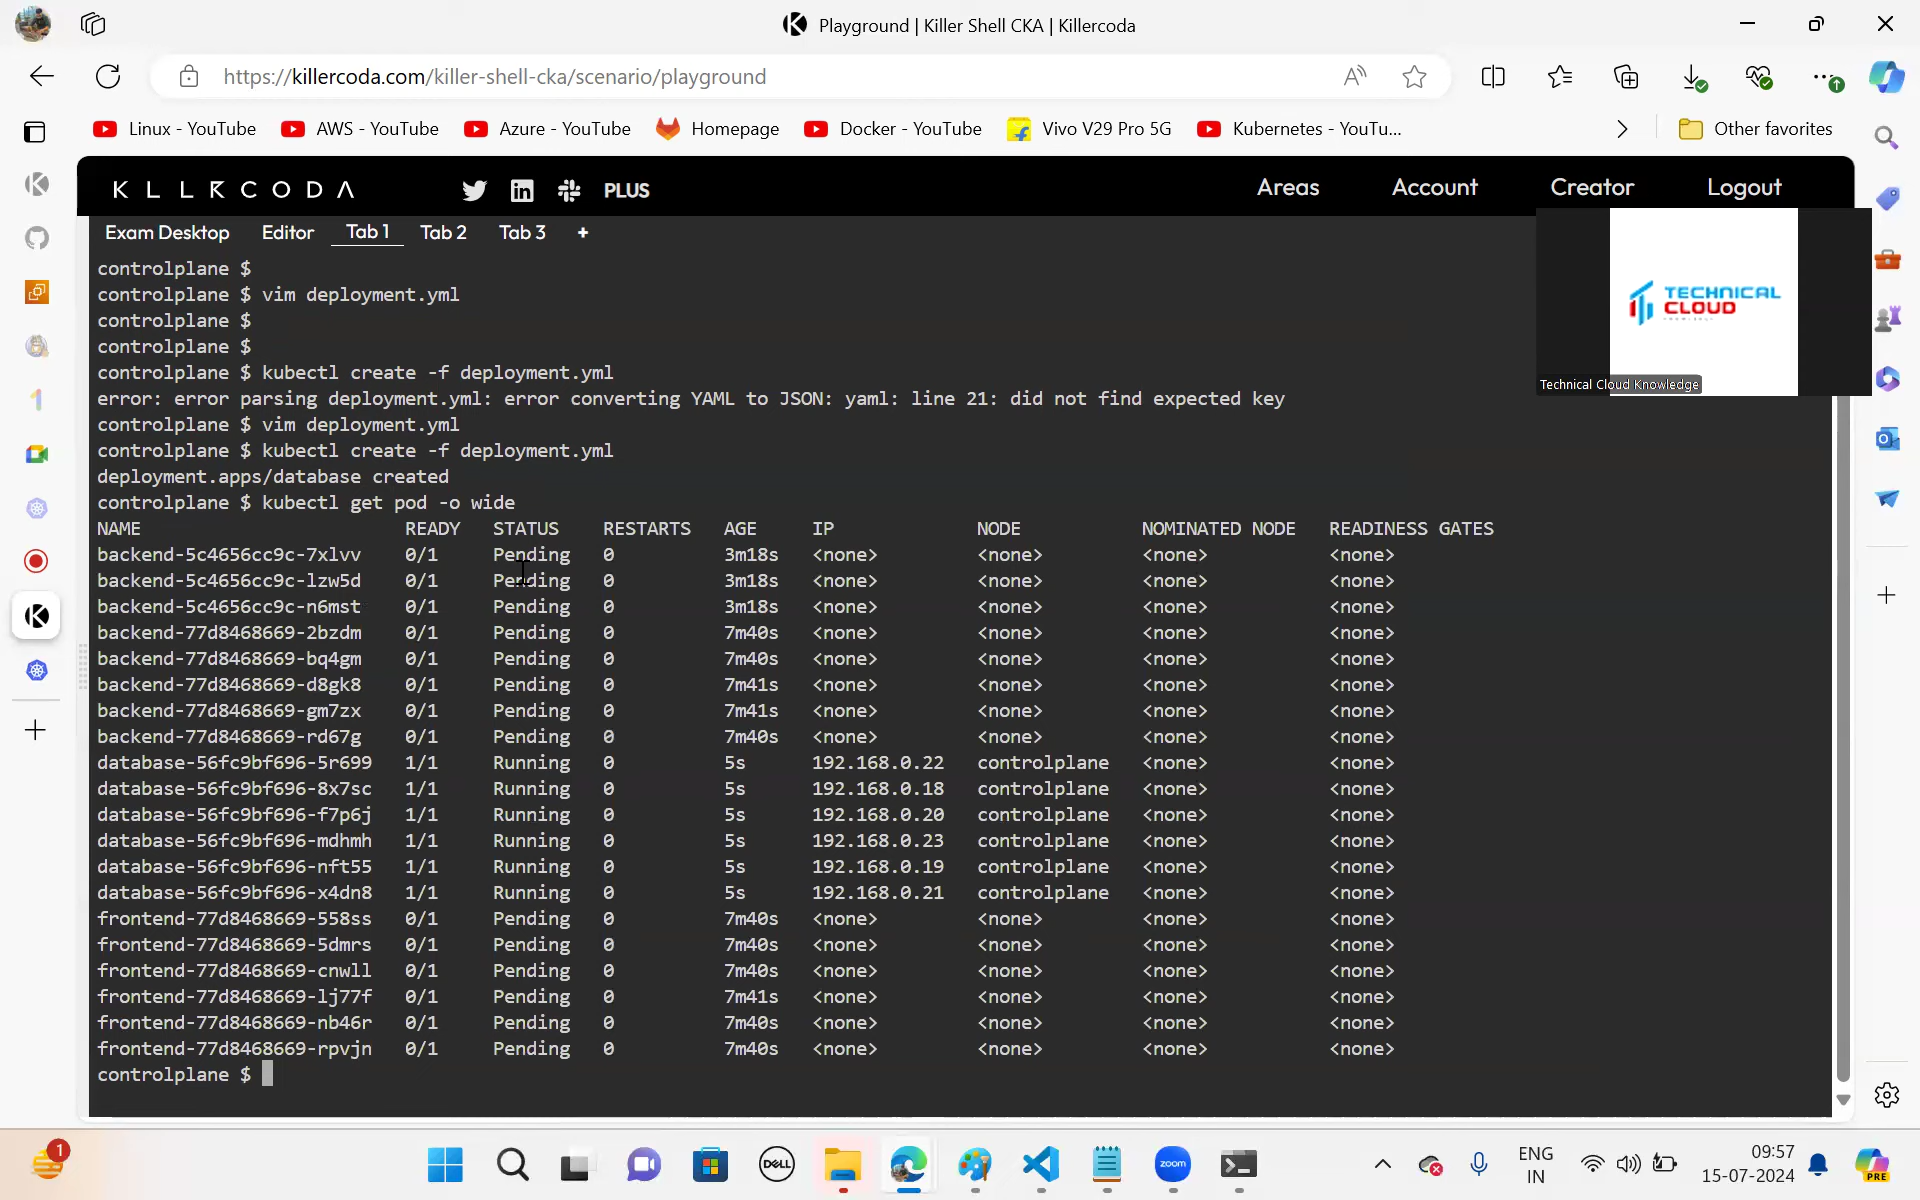 Playground | Killer Shell CKA | Killercoda
https://killercoda.com/killer-shell-cka/scenario/playground
Linux - YouTube AWS - YouTube Azure - YouTube Homepage Docker - YouTube Vivo V29 Pro 5G Kubernetes - YouTu... Other favorites
KILLERCODA PLUS Areas Account Creator Logout
Exam Desktop Editor Tab 1 Tab 2 Tab 3 +
TECHNICAL
CLOUD
Technical Cloud Knowledge
controlplane $
controlplane $ vim deployment.yml
controlplane $
controlplane $
controlplane $ kubectl create -f deployment.yml
error: error parsing deployment.yml: error converting YAML to JSON: yaml: line 21: did not find expected key
controlplane $ vim deployment.yml
controlplane $ kubectl create -f deployment.yml
deployment.apps/database created
controlplane $ kubectl get pod -o wide
NAME READY STATUS RESTARTS AGE IP NODE NOMINATED NODE READINESS GATES
backend-5c4656cc9c-7xlvv 0/1 Pending 0 3m18s <none> <none> <none> <none>
backend-5c4656cc9c-lzw5d 0/1 Pending 0 3m18s <none> <none> <none> <none>
backend-5c4656cc9c-n6mst 0/1 Pending 0 3m18s <none> <none> <none> <none>
backend-77d8468669-2bzdm 0/1 Pending 0 7m40s <none> <none> <none> <none>
backend-77d8468669-bq4gm 0/1 Pending 0 7m40s <none> <none> <none> <none>
backend-77d8468669-d8gk8 0/1 Pending 0 7m41s <none> <none> <none> <none>
backend-77d8468669-gm7zx 0/1 Pending 0 7m41s <none> <none> <none> <none>
backend-77d8468669-rd67g 0/1 Pending 0 7m40s <none> <none> <none> <none>
database-56fc9bf696-5r699 1/1 Running 0 5s 192.168.0.22 controlplane <none> <none>
database-56fc9bf696-8x7sc 1/1 Running 0 5s 192.168.0.18 controlplane <none> <none>
database-56fc9bf696-f7p6j 1/1 Running 0 5s 192.168.0.20 controlplane <none> <none>
database-56fc9bf696-mdhmh 1/1 Running 0 5s 192.168.0.23 controlplane <none> <none>
database-56fc9bf696-nft55 1/1 Running 0 5s 192.168.0.19 controlplane <none> <none>
database-56fc9bf696-x4dn8 1/1 Running 0 5s 192.168.0.21 controlplane <none> <none>
frontend-77d8468669-558ss 0/1 Pending 0 7m40s <none> <none> <none> <none>
frontend-77d8468669-5dmrs 0/1 Pending 0 7m40s <none> <none> <none> <none>
frontend-77d8468669-cnwll 0/1 Pending 0 7m40s <none> <none> <none> <none>
frontend-77d8468669-lj77f 0/1 Pending 0 7m41s <none> <none> <none> <none>
frontend-77d8468669-nb46r 0/1 Pending 0 7m40s <none> <none> <none> <none>
frontend-77d8468669-rpvjn 0/1 Pending 0 7m40s <none> <none> <none> <none>
controlplane $
1 DELL zoom ENG 09:57
IN 15-07-2024 PRE